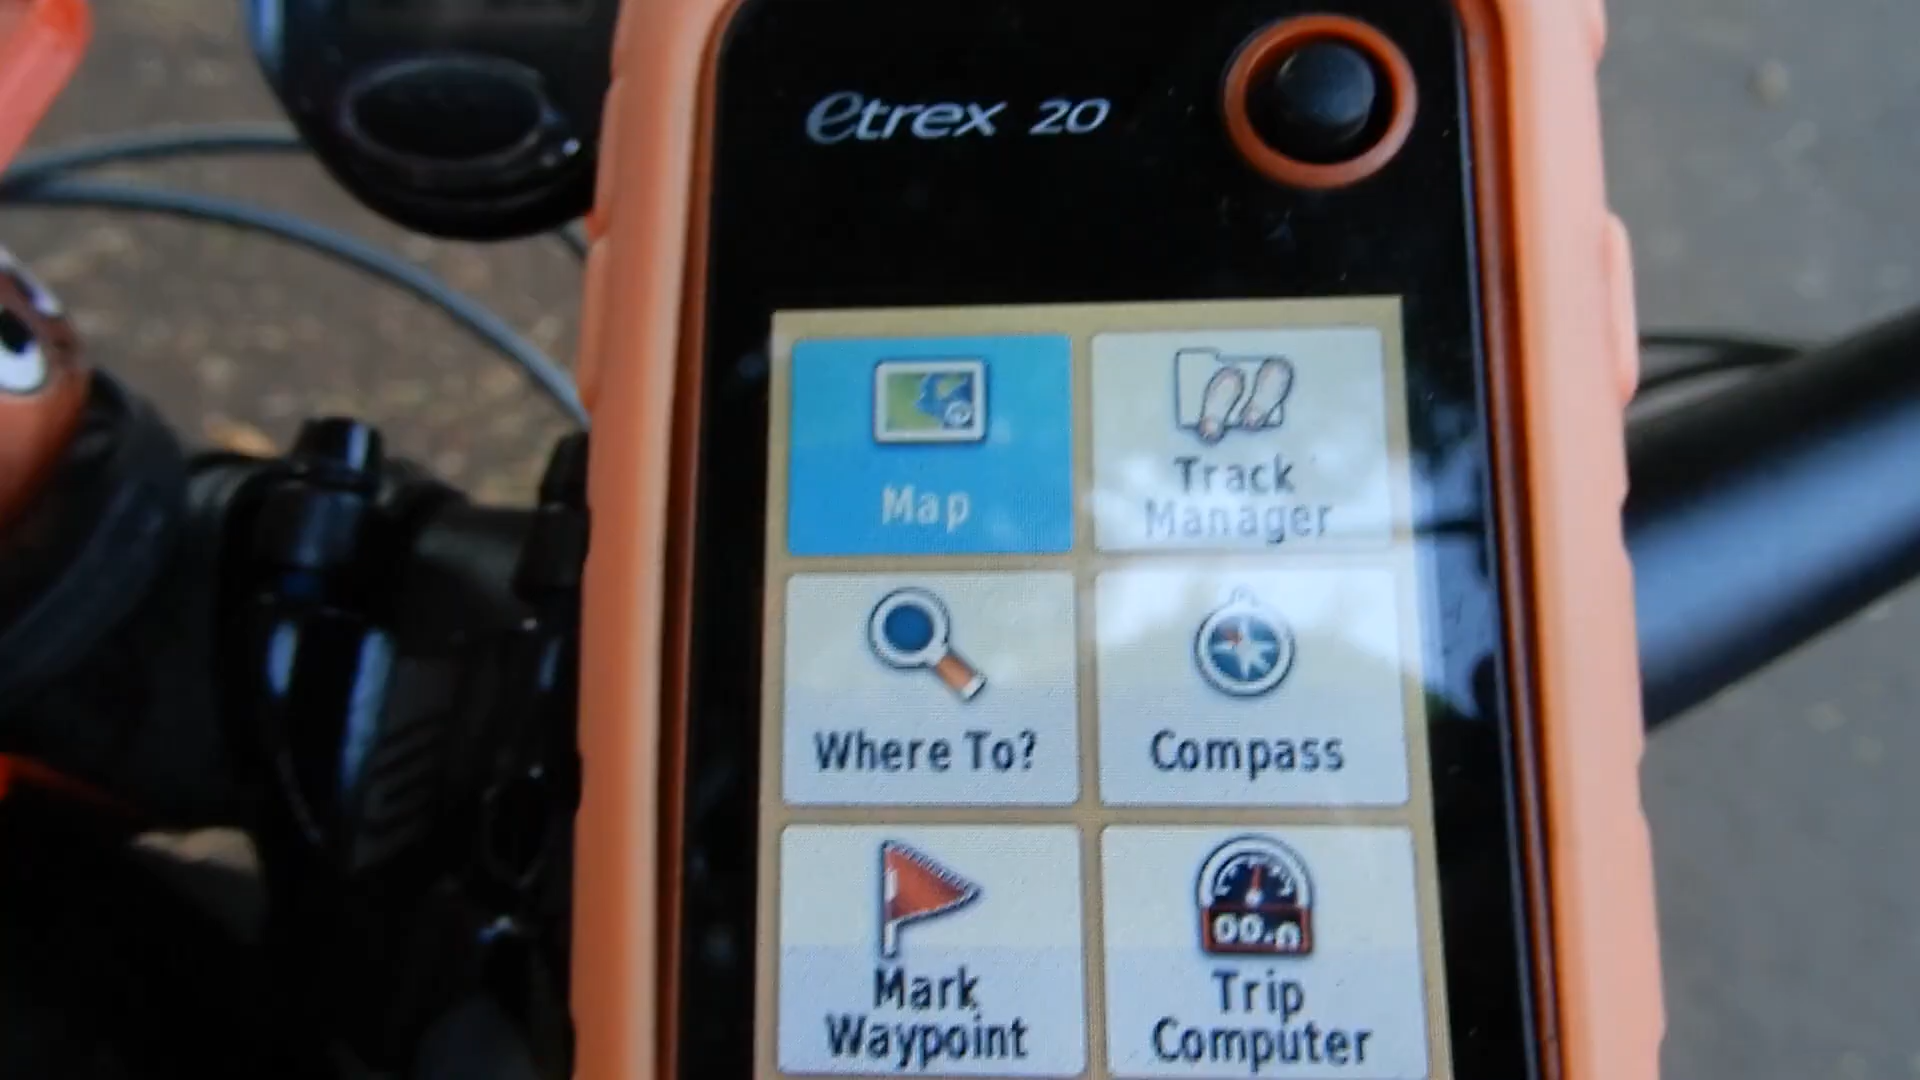 etrex 20
Map
Track
Manager
Where To?
Compass
Mark
Waypoint
00.0
Trip
Computer